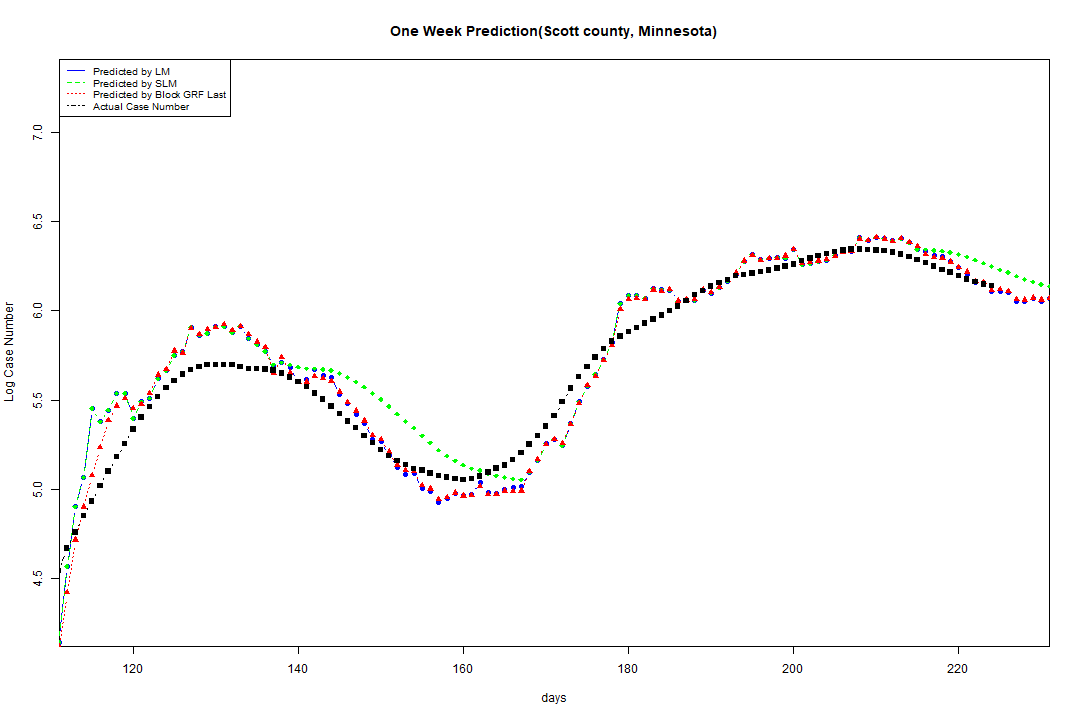 One Week Prediction(Scott county, Minnesota)
Predicted by LM
Predicted by SLM
Predicted by Block GRF Last
Actual Case Number
7.0
6.5
6.0
5.5
5.0
4.5
Log Case Number
120 140 160 180 200 220
days